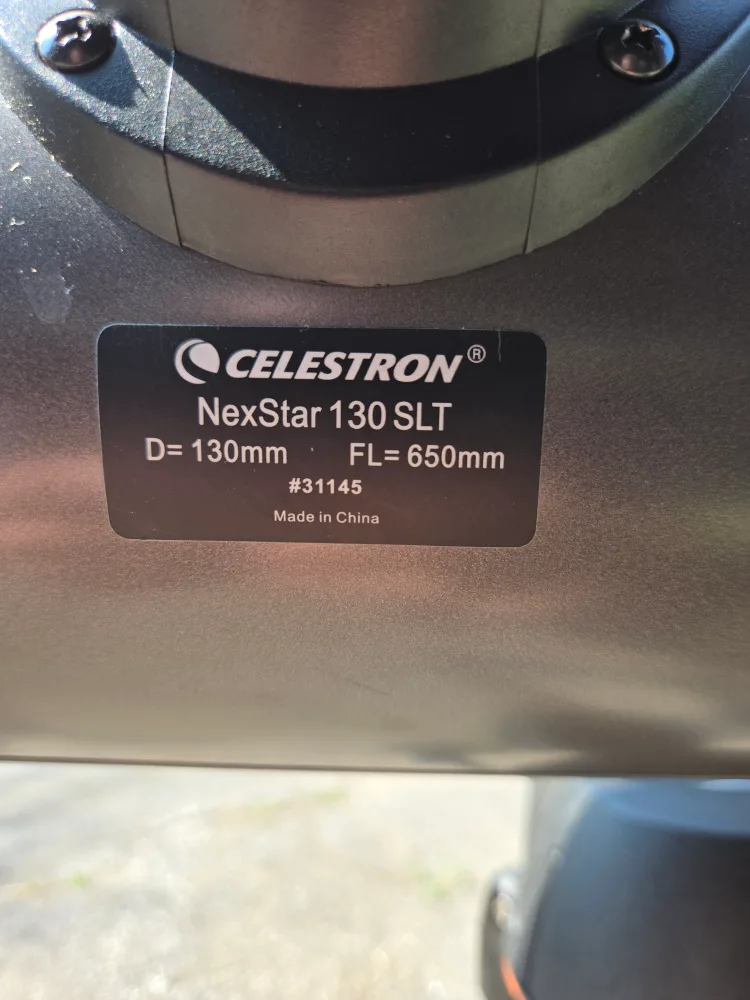 CELESTRON®
NexStar 130 SLT
D= 130mm FL= 650mm
#31145
Made in China